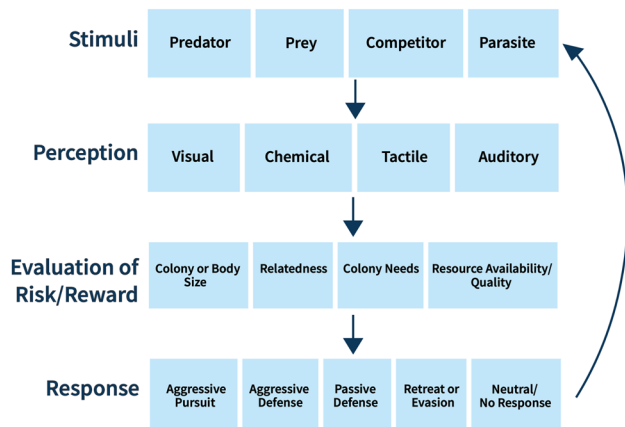 Stimuli
Predator
Prey
Competitor
Parasite
Perception
Visual
Chemical
Tactile
Auditory
Evaluation of
Risk/Reward
Colony or Body
Size
Relatedness
Colony Needs
Resource Availability/
Quality
Response
Aggressive
Pursuit
Aggressive
Defense
Passive
Defense
Retreat or
Evasion
Neutral/
No Response